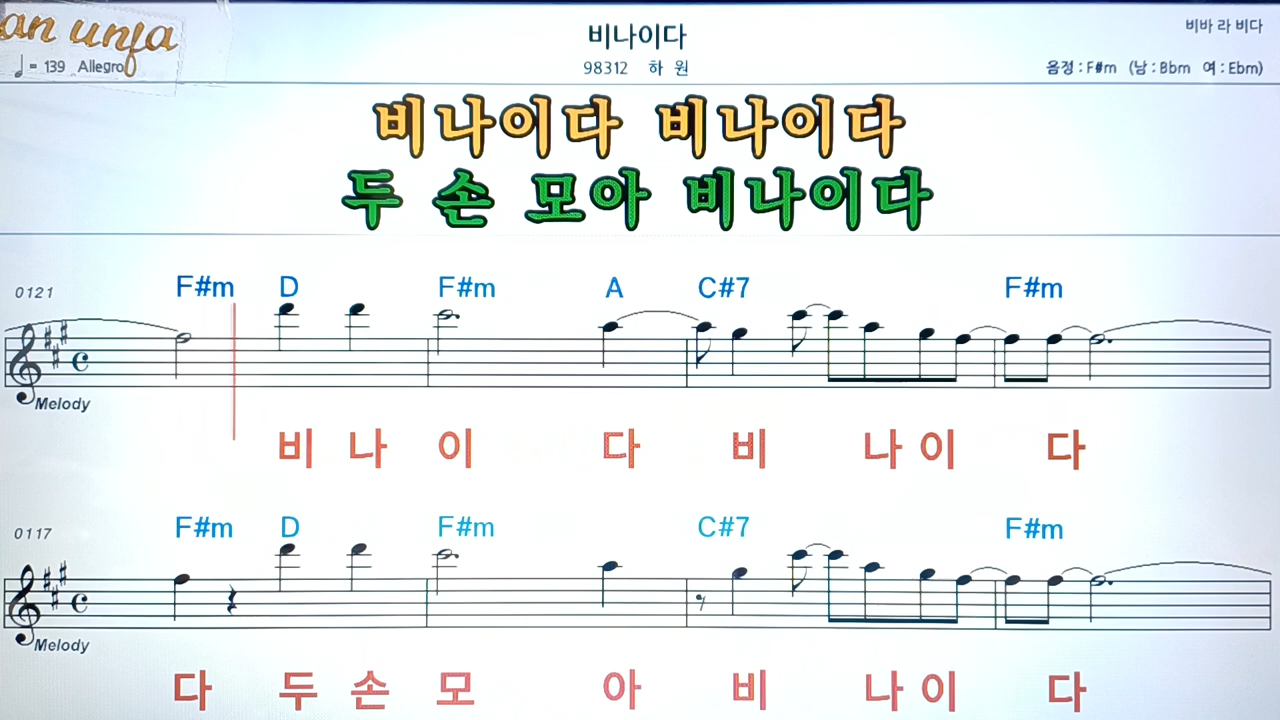 an unfa
비나이다
비바 라 비다
♩= 139 Allegro
98312 하 원
음정 : F#m (남 : Bbm 여 : Ebm)
비나이다 비나이다
두 손 모아 비나이다
F#m D F#m A C#7 F#m
0121
Melody
비 나 이 다 비 나 이 다
F#m D F#m C#7 F#m
0117
Melody
다 두 손 모 아 비 나 이 다